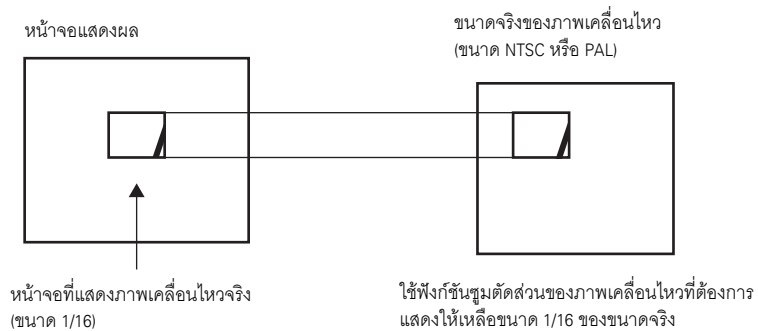 หน้าจอแสดงผล
ขนาดจริงของภาพเคลื่อนไหว
(ขนาด NTSC หรือ PAL)
หน้าจอที่แสดงภาพเคลื่อนไหวจริง
(ขนาด 1/16)
ใช้ฟังก์ชันซูมตัดส่วนของภาพเคลื่อนไหวที่ต้องการ
แสดงให้เหลือขนาด 1/16 ของขนาดจริง